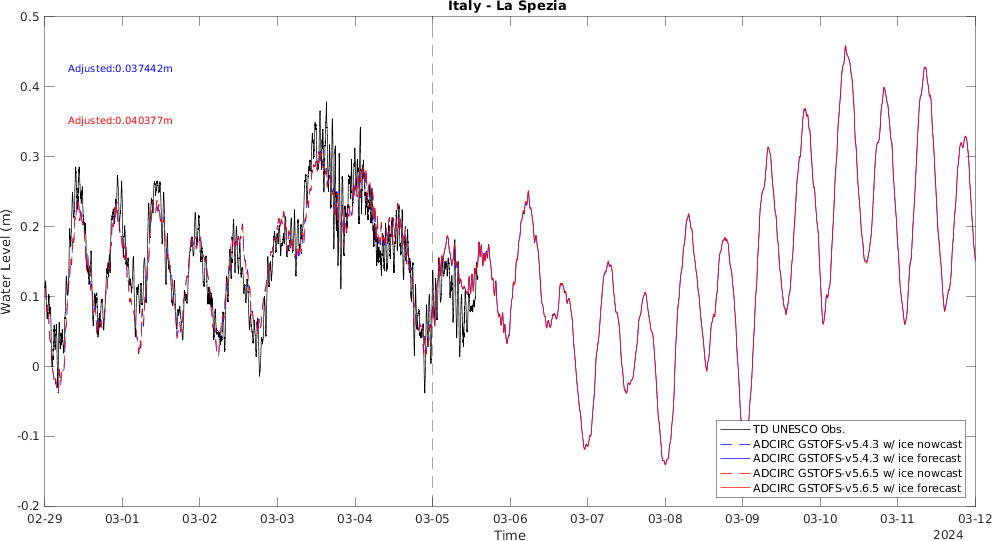 Italy - La Spezia
Adjusted:0.037442m
Adjusted:0.040377m
Water Level (m)
0.5
0.4
0.3
0.2
0.1
0
-0.1
-0.2
TD UNESCO Obs.
ADCIRC GSTOFS-v5.4.3 w/ ice nowcast
ADCIRC GSTOFS-v5.4.3 w/ ice forecast
ADCIRC GSTOFS-v5.6.5 w/ ice nowcast
ADCIRC GSTOFS-v5.6.5 w/ ice forecast
02-29 03-01 03-02 03-03 03-04 03-05 03-06 03-07 03-08 03-09 03-10 03-11 03-12
Time
2024